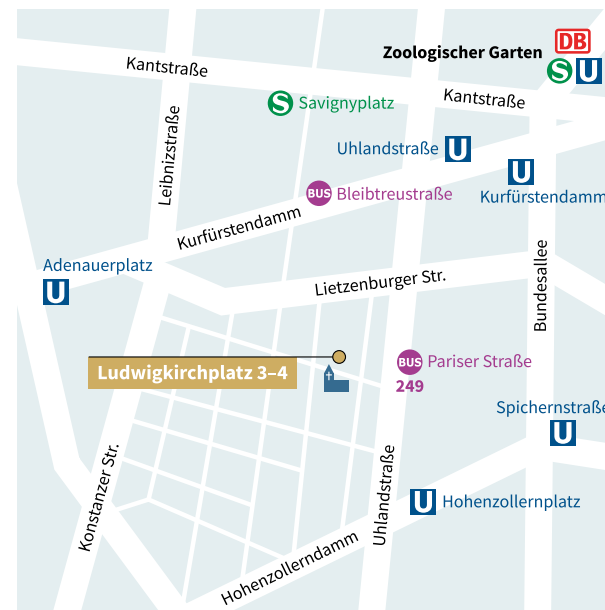 DB
Zoologischer Garten
S U
Kantstraße
Kantstraße
S Savignyplatz
Leibnizstraße
Uhlandstraße U
U
Kurfürstendamm
BUS Bleibtreustraße
Kurfürstendamm
Adenauerplatz
U
Lietzenburger Str.
Bundesallee
Ludwigkirchplatz 3–4
BUS Pariser Straße
249
Spichernstraße
U
Konstanzer Str.
Uhlandstraße
U Hohenzollernplatz
Hohenzollerndamm